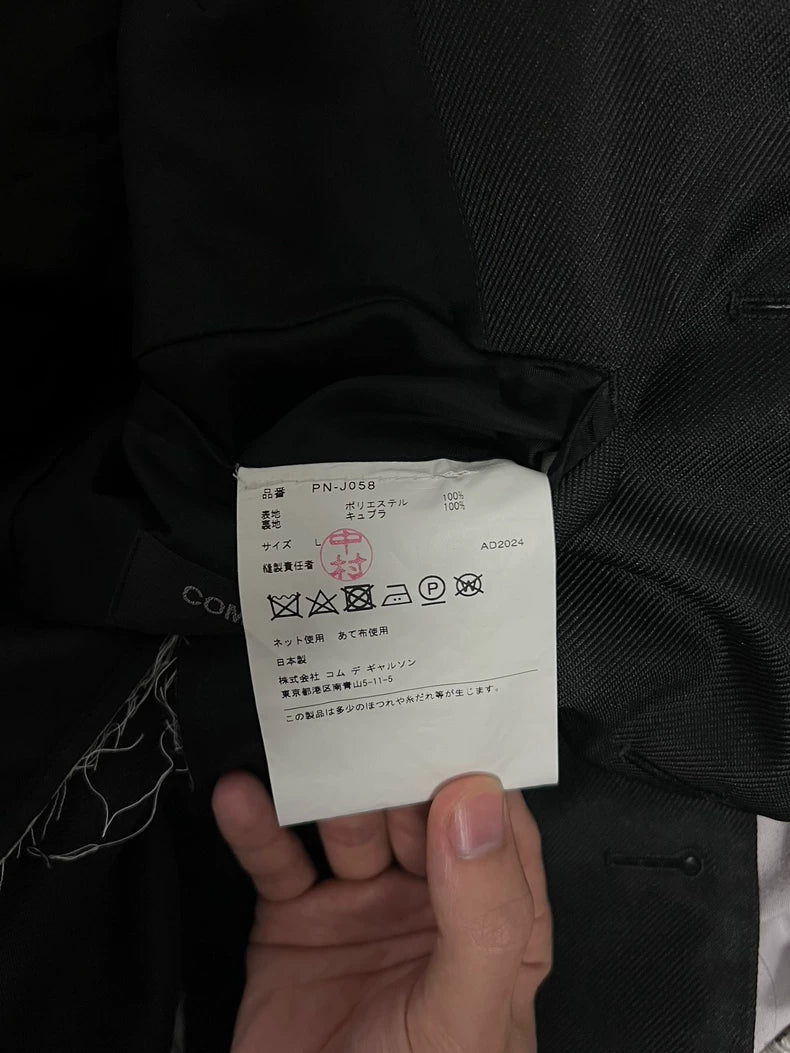 品番 PN-J058
表地 ポリエステル 100%
裏地 キュプラ 100%
サイズ L AD2024
縫製責任者 中村
P W
ネット使用 あて布使用
日本製
株式会社 コム デ ギャルソン
東京都港区南青山5-11-5
この製品は多少のほつれや糸だれ等が生じます。
COM